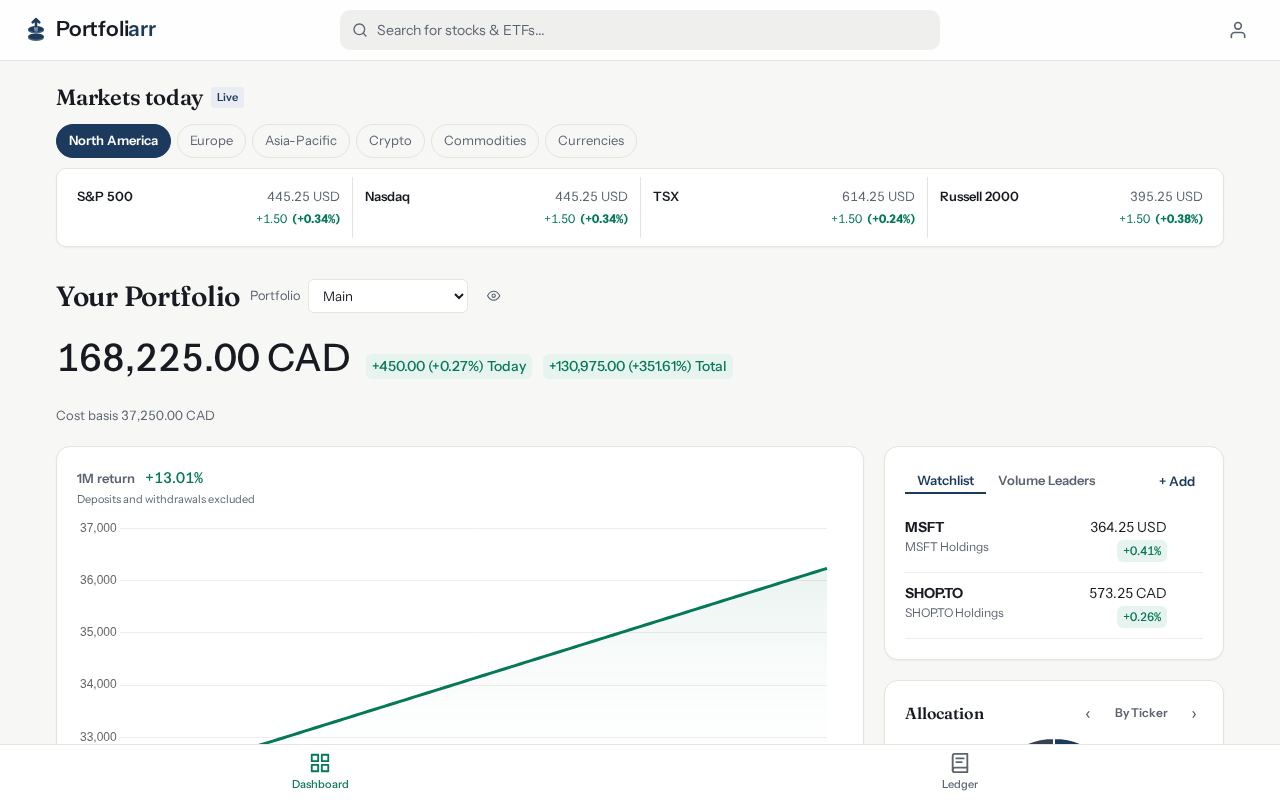 Portfoliarr
Search for stocks & ETFs...
Markets today Live
North America Europe Asia-Pacific Crypto Commodities Currencies
S&P 500 445.25 USD Nasdaq 445.25 USD TSX 614.25 USD Russell 2000 395.25 USD
+1.50 (+0.34%) +1.50 (+0.34%) +1.50 (+0.24%) +1.50 (+0.38%)
Your Portfolio Portfolio Main
168,225.00 CAD +450.00 (+0.27%) Today +130,975.00 (+351.61%) Total
Cost basis 37,250.00 CAD
1M return +13.01%
Deposits and withdrawals excluded
37,000
36,000
35,000
34,000
33,000
Watchlist Volume Leaders + Add
MSFT 364.25 USD
MSFT Holdings +0.41%
SHOP.TO 573.25 CAD
SHOP.TO Holdings +0.26%
Allocation ‹ By Ticker ›
Dashboard Ledger